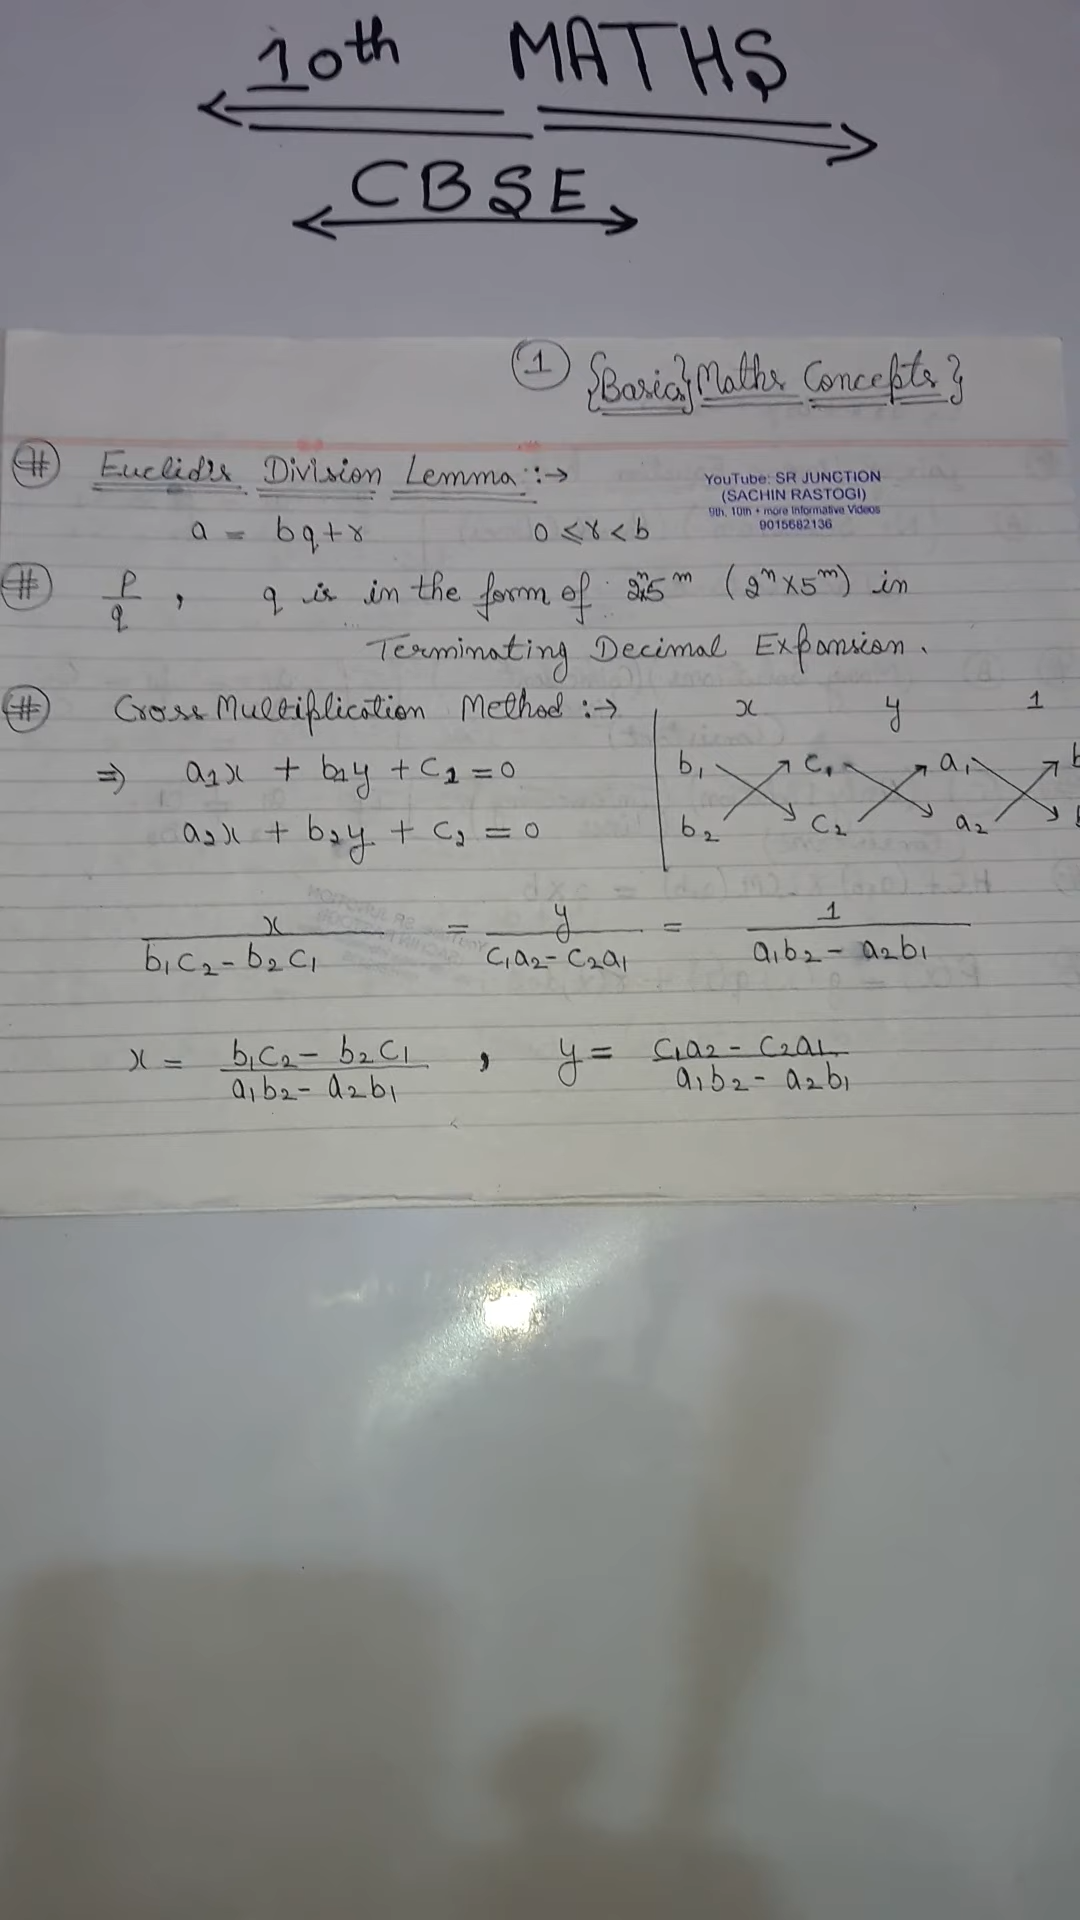 10th MATHS
CBSE
1 {Basic} Maths Concepts }
# Euclid's Division Lemma :→
YouTube: SR JUNCTION
(SACHIN RASTOGI)
9th, 10th + more Informative Videos
9015682136
a = bq+r 0 ≤ r < b
# p/q , q is in the form of 2ⁿ×5ᵐ (2ⁿ×5ᵐ) in
Terminating Decimal Expansion.
# Cross Multiplication Method :→ x y 1
⇒ a₁x + b₁y + c₁ = 0 b₁ c₁ a₁ b
a₂x + b₂y + c₂ = 0 b₂ c₂ a₂ b
x/(b₁c₂ - b₂c₁) = y/(c₁a₂ - c₂a₁) = 1/(a₁b₂ - a₂b₁)
x = (b₁c₂ - b₂c₁)/(a₁b₂ - a₂b₁) , y = (c₁a₂ - c₂a₁)/(a₁b₂ - a₂b₁)